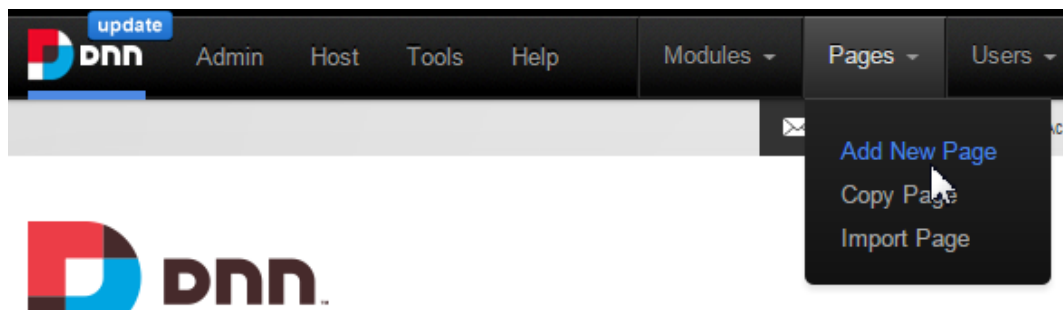 update
DNN Admin Host Tools Help Modules Pages Users
Add New Page
Copy Page
Import Page
DNN